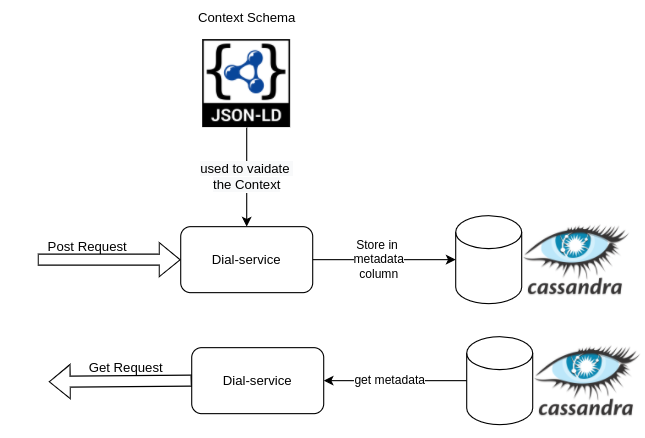 Context Schema
JSON-LD
used to vaidate
the Context
Post Request
Dial-service
Store in
metadata
column
cassandra
Get Request
Dial-service
get metadata
cassandra